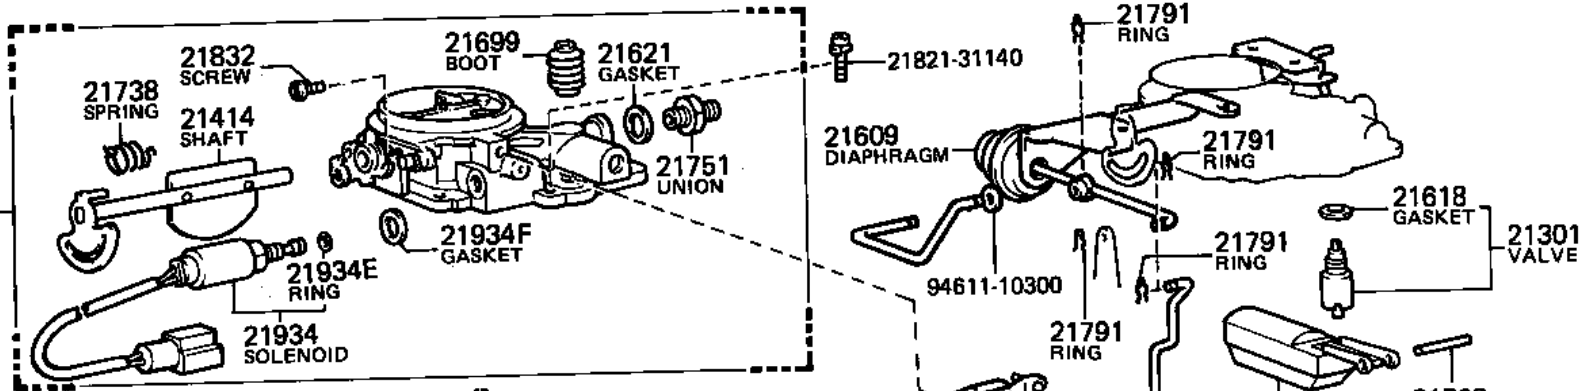 21791
RING
21699
BOOT
21621
GASKET
21832
SCREW
21821-31140
21738
SPRING
21414
SHAFT
21609
DIAPHRAGM
21791
RING
21751
UNION
21618
GASKET
21934F
GASKET
21301
VALVE
21791
RING
21934E
RING
94611-10300
21934
SOLENOID
21791
RING